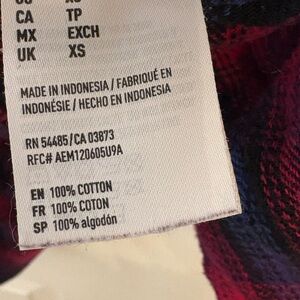 CA TP
MX EXCH
UK XS
MADE IN INDONESIA / FABRIQUÉ EN
INDONÉSIE / HECHO EN INDONESIA
RN 54485/CA 03873
RFC# AEM120605U9A
EN 100% COTTON
FR 100% COTON
SP 100% algodón